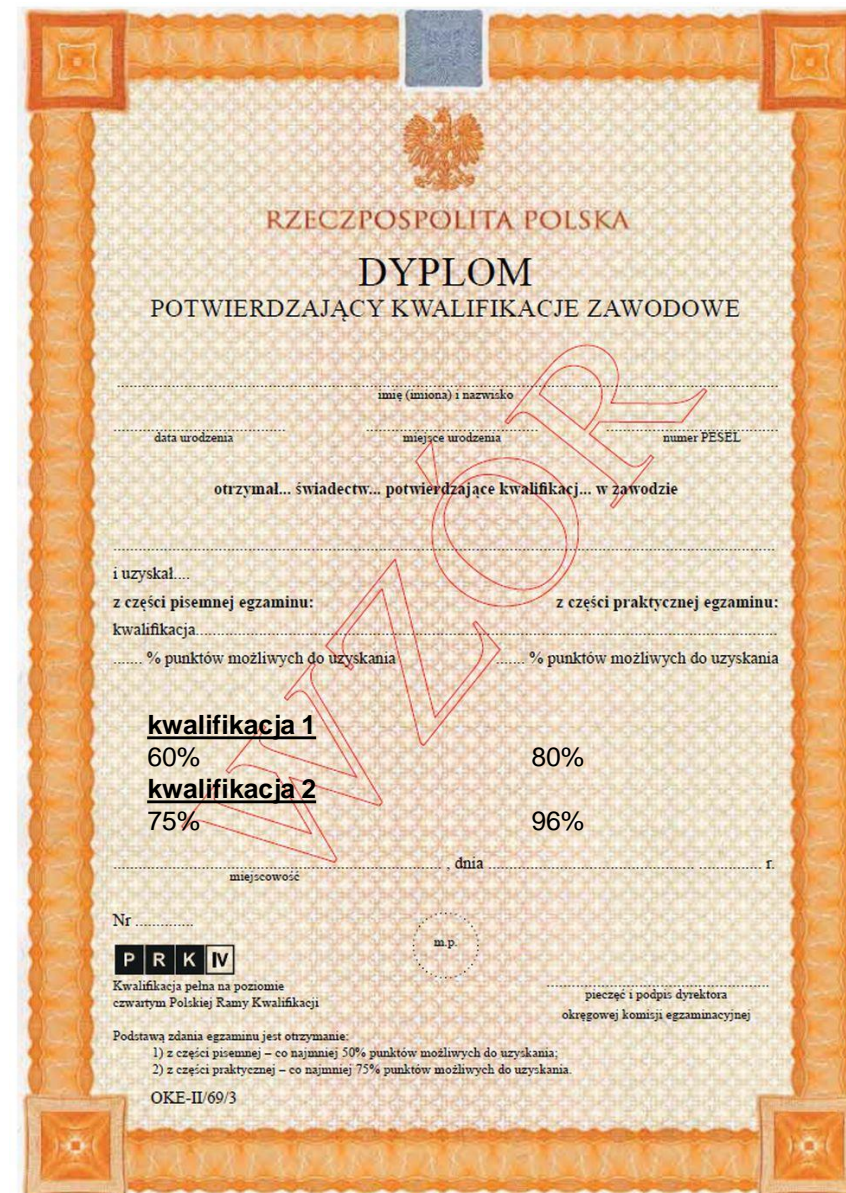 RZECZPOSPOLITA POLSKA
DYPLOM
POTWIERDZAJĄCY KWALIFIKACJE ZAWODOWE
imię (imiona) i nazwisko
data urodzenia miejsce urodzenia numer PESEL
otrzymał... świadectw... potwierdzające kwalifikacj... w zawodzie
i uzyskał....
z części pisemnej egzaminu: z części praktycznej egzaminu:
kwalifikacja
....... % punktów możliwych do uzyskania ....... % punktów możliwych do uzyskania
kwalifikacja 1
60% 80%
kwalifikacja 2
75% 96%
, dnia r.
miejscowość
WZÓR
Nr ..............
m.p.
PRK IV
Kwalifikacja pełna na poziomie
czwartym Polskiej Ramy Kwalifikacji
pieczęć i podpis dyrektora
okręgowej komisji egzaminacyjnej
Podstawą zdania egzaminu jest otrzymanie:
1) z części pisemnej – co najmniej 50% punktów możliwych do uzyskania;
2) z części praktycznej – co najmniej 75% punktów możliwych do uzyskania.
OKE-II/69/3